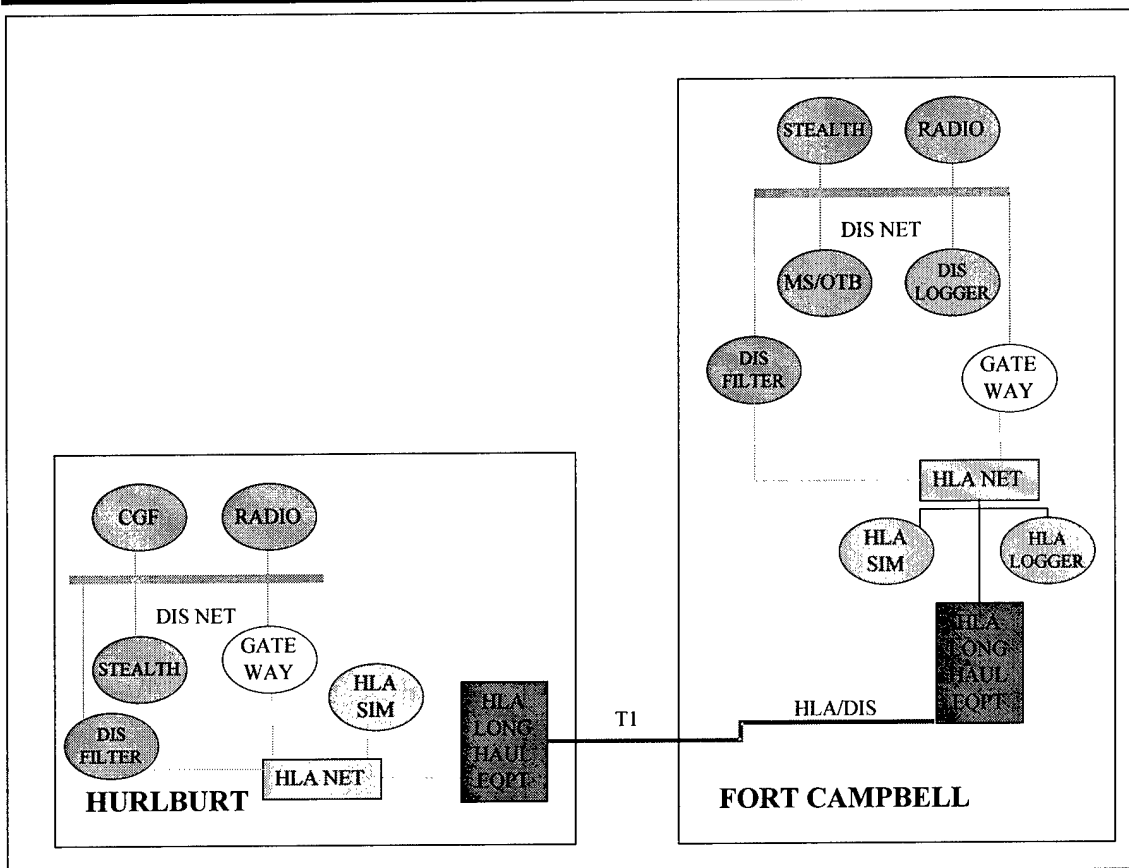 STEALTH
RADIO
DIS NET
MS/OTB
DIS
LOGGER
DIS
FILTER
GATE
WAY
HLA NET
HLA
SIM
HLA
LOGGER
HLA
LONG
HAUL
EQPT
HLA/DIS
FORT CAMPBELL
CGF
RADIO
DIS NET
STEALTH
GATE
WAY
HLA
SIM
DIS
FILTER
HLA NET
HLA
LONG
HAUL
EQPT
T1
HURLBURT